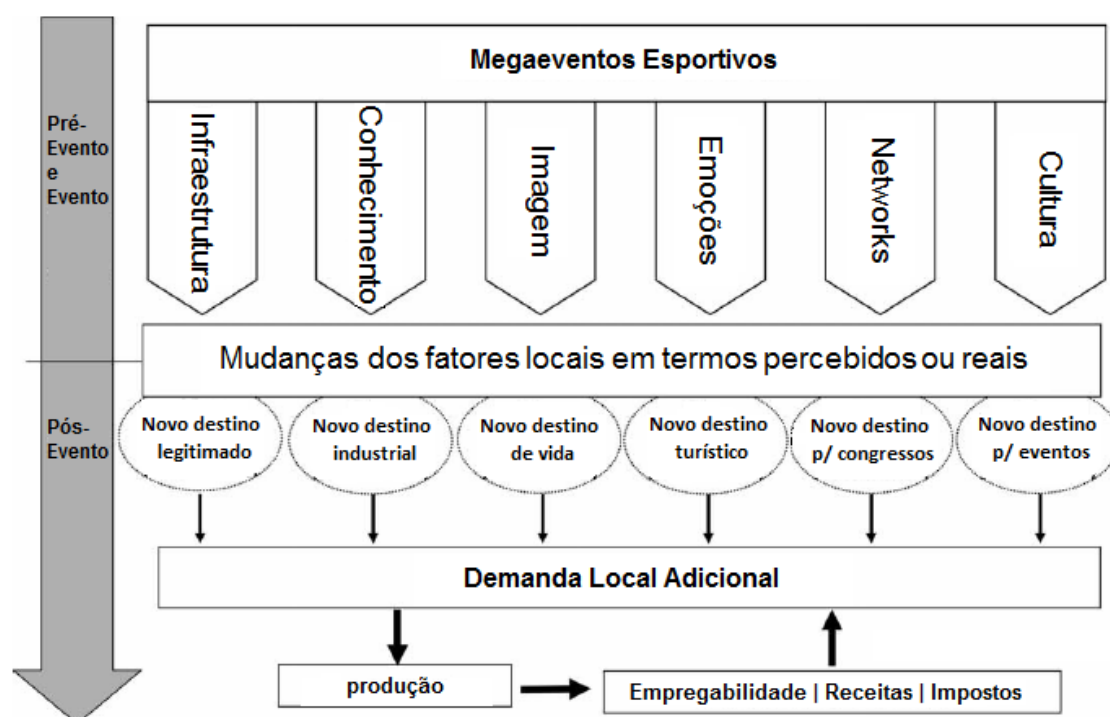 Megaeventos Esportivos
Pré-
Evento
e
Evento
Infraestrutura
Conhecimento
Imagem
Emoções
Networks
Cultura
Mudanças dos fatores locais em termos percebidos ou reais
Pós-
Evento
Novo destino
legitimado
Novo destino
industrial
Novo destino
de vida
Novo destino
turístico
Novo destino
p/ congressos
Novo destino
p/ eventos
Demanda Local Adicional
produção
Empregabilidade | Receitas | Impostos